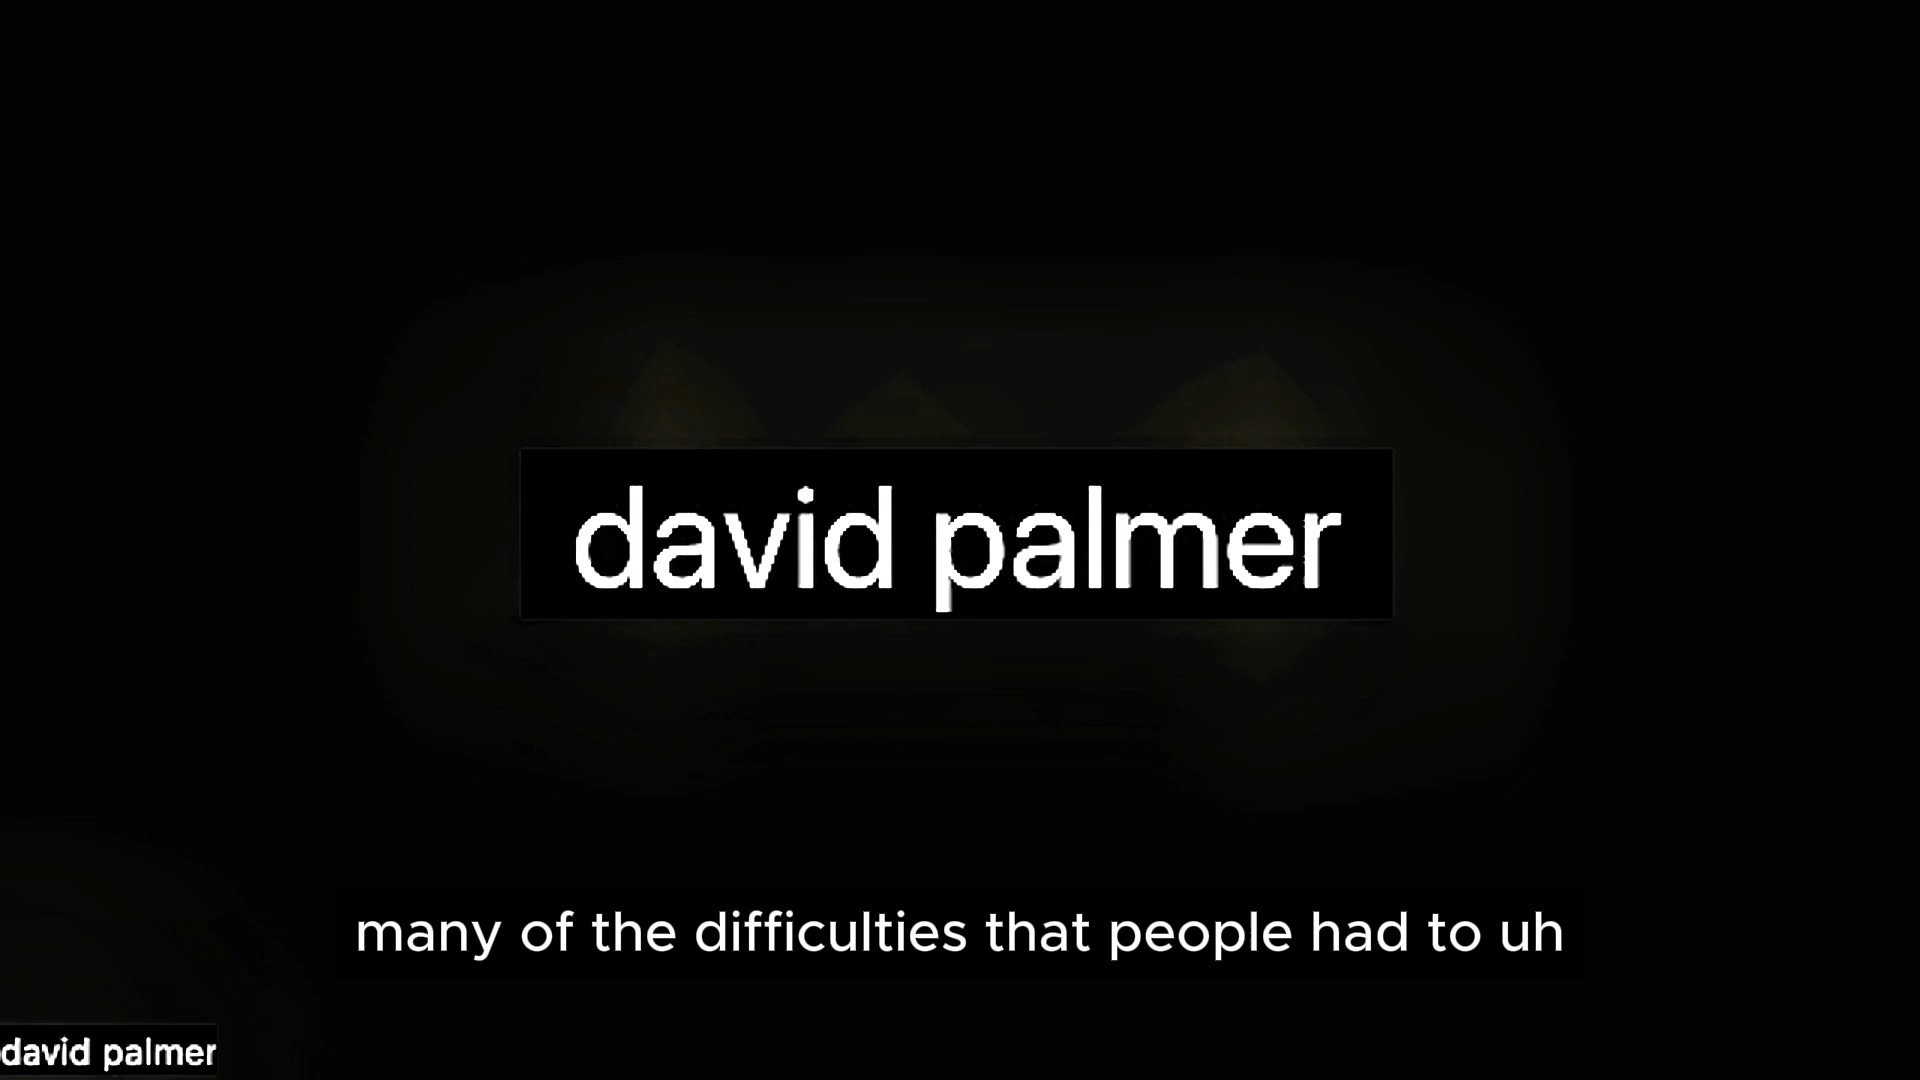 david palmer
many of the difficulties that people had to uh
david palmer